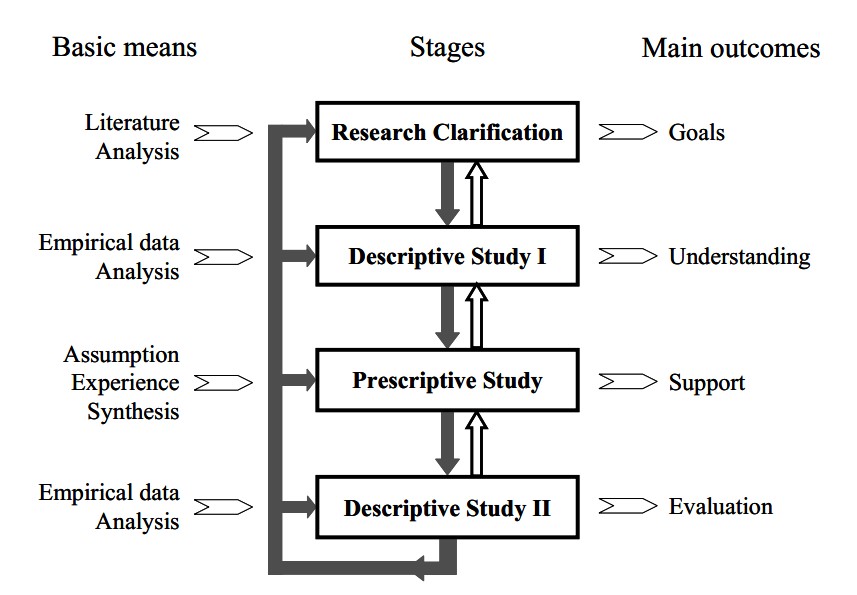 Basic means
Stages
Main outcomes
Literature
Analysis
Research Clarification
Goals
Empirical data
Analysis
Descriptive Study I
Understanding
Assumption
Experience
Synthesis
Prescriptive Study
Support
Empirical data
Analysis
Descriptive Study II
Evaluation